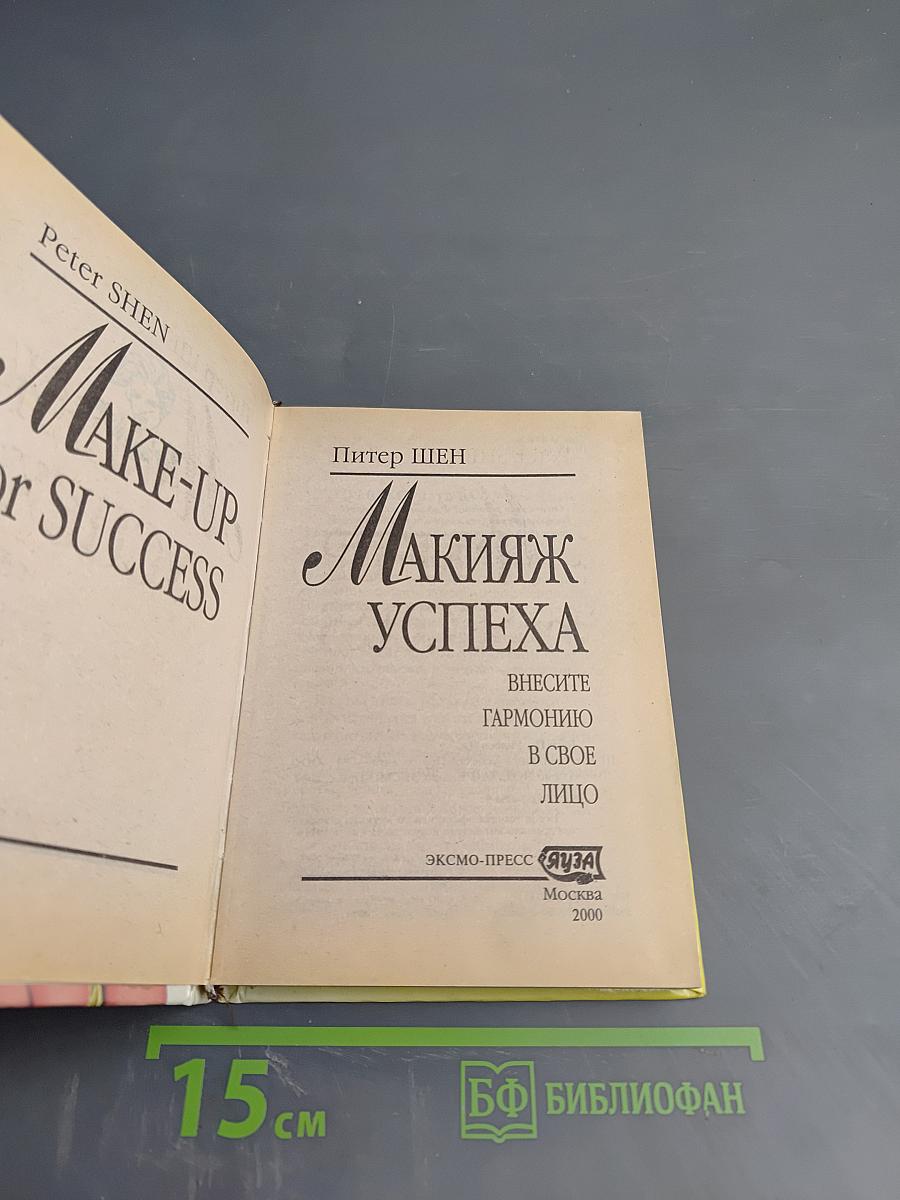 Peter SHEN
MAKE-UP
or SUCCESS
Питер ШЕН
МАКИЯЖ
УСПЕХА
ВНЕСИТЕ
ГАРМОНИЮ
В СВОЕ
ЛИЦО
ЭКСМО-ПРЕСС ЯУЗА
Москва
2000
15 см
БФ БИБЛИОФАН